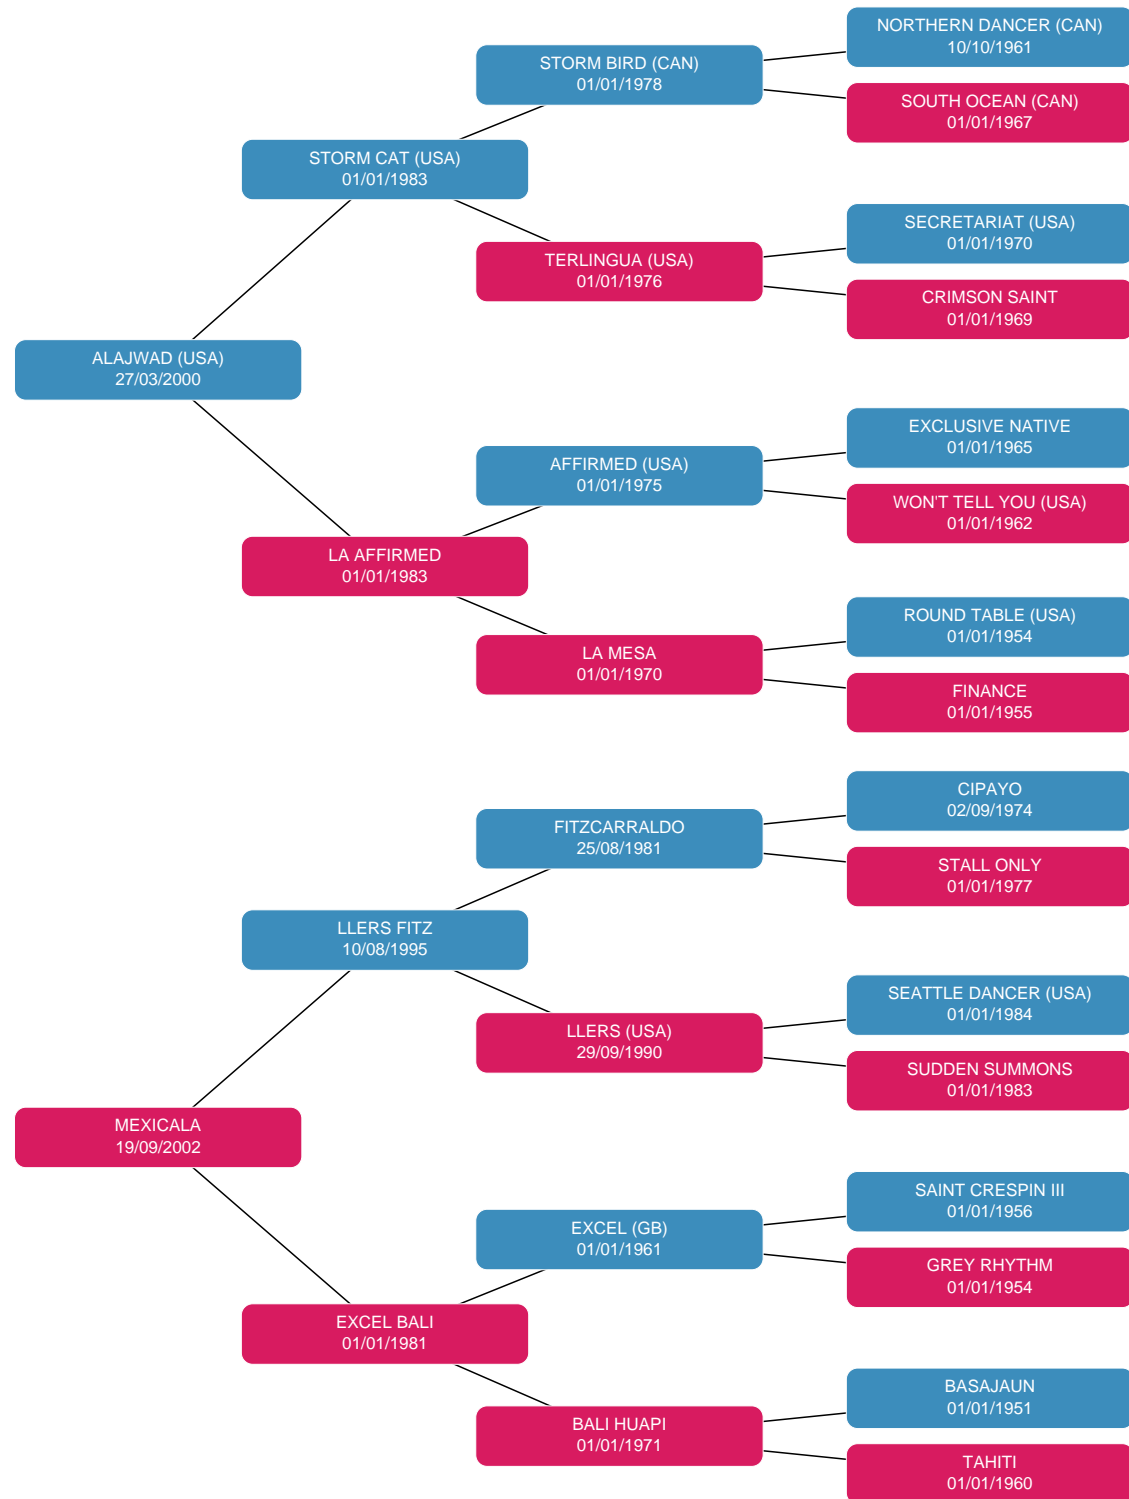 NORTHERN DANCER (CAN)
10/10/1961
STORM BIRD (CAN)
01/01/1978
SOUTH OCEAN (CAN)
01/01/1967
STORM CAT (USA)
01/01/1983
SECRETARIAT (USA)
01/01/1970
TERLINGUA (USA)
01/01/1976
CRIMSON SAINT
01/01/1969
ALAJWAD (USA)
27/03/2000
EXCLUSIVE NATIVE
01/01/1965
AFFIRMED (USA)
01/01/1975
WON'T TELL YOU (USA)
01/01/1962
LA AFFIRMED
01/01/1983
ROUND TABLE (USA)
01/01/1954
LA MESA
01/01/1970
FINANCE
01/01/1955
CIPAYO
02/09/1974
FITZCARRALDO
25/08/1981
STALL ONLY
01/01/1977
LLERS FITZ
10/08/1995
SEATTLE DANCER (USA)
01/01/1984
LLERS (USA)
29/09/1990
SUDDEN SUMMONS
01/01/1983
MEXICALA
19/09/2002
SAINT CRESPIN III
01/01/1956
EXCEL (GB)
01/01/1961
GREY RHYTHM
01/01/1954
EXCEL BALI
01/01/1981
BASAJAUN
01/01/1951
BALI HUAPI
01/01/1971
TAHITI
01/01/1960